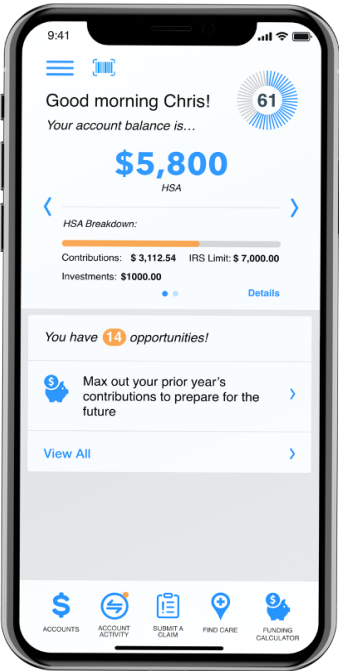 9:41
Good morning Chris!
61
Your account balance is...
$5,800
HSA
HSA Breakdown:
Contributions: $ 3,112.54 IRS Limit: $ 7,000.00
Investments: $1000.00
Details
You have 14 opportunities!
$
Max out your prior year's
contributions to prepare for the
future
View All
$
$
ACCOUNTS
ACCOUNT
ACTIVITY
SUBMIT A
CLAIM
FIND CARE
FUNDING
CALCULATOR